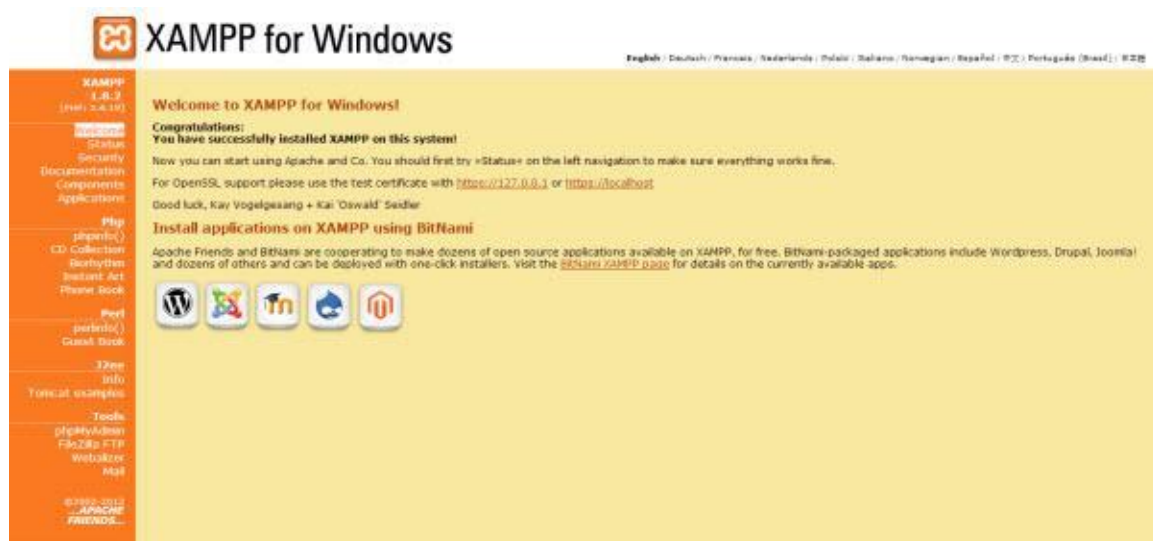 XAMPP for Windows
English / Deutsch / Francais / Nederlands / Polski / Italiano / Norwegian / Español / 中文 / Português (Brasil) / 日本語
XAMPP
1.8.2
Welcome
Status
Security
Documentation
Components
Applications
Php
phpinfo()
CD Collection
Biorhythm
Instant Art
Phone Book
Perl
perlinfo()
Guest Book
J2ee
Info
Tomcat examples
Tools
phpMyAdmin
FileZilla FTP
Webalizer
Mail
...APACHE
FRIENDS...
Welcome to XAMPP for Windows!
Congratulations:
You have successfully installed XAMPP on this system!
Now you can start using Apache and Co. You should first try »Status« on the left navigation to make sure everything works fine.
For OpenSSL support please use the test certificate with https://127.0.0.1 or https://localhost
Good luck, Kay Vogelgesang + Kai 'Oswald' Seidler
Install applications on XAMPP using BitNami
Apache Friends and BitNami are cooperating to make dozens of open source applications available on XAMPP, for free. BitNami-packaged applications include Wordpress, Drupal, Joomla!
and dozens of others and can be deployed with one-click installers. Visit the BitNami XAMPP page for details on the currently available apps.